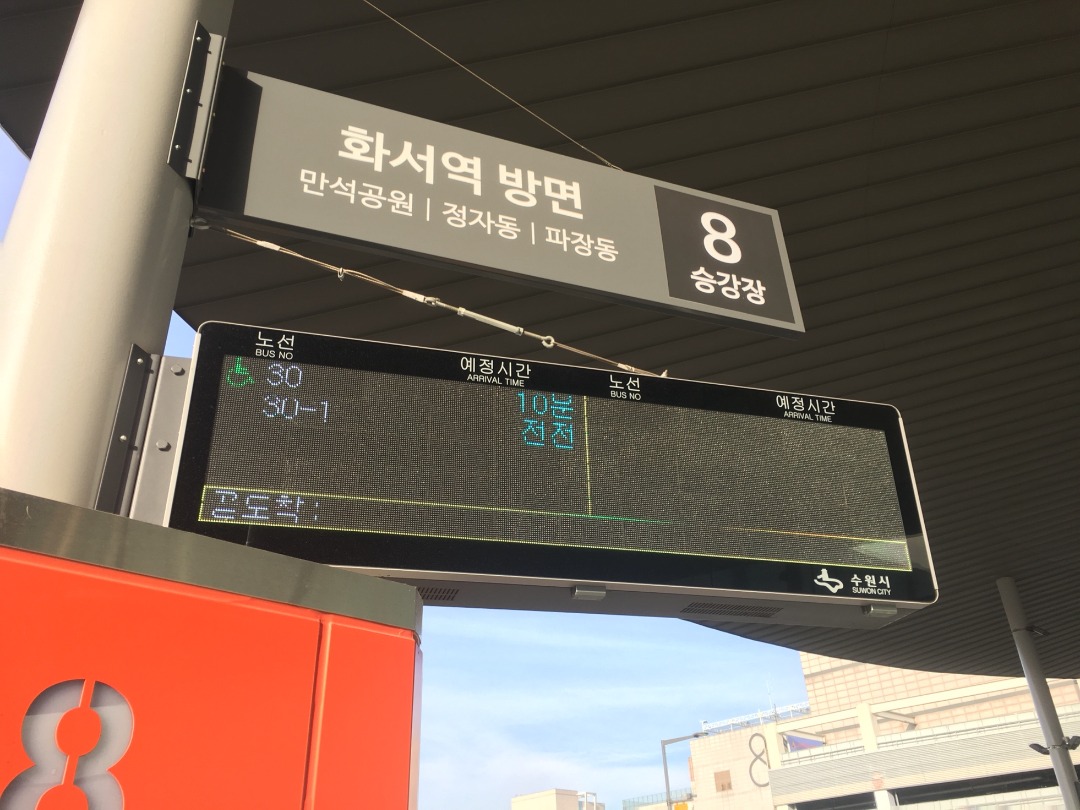 화서역 방면
만석공원 | 정자동 | 파장동
8
승강장
노선
BUS NO
예정시간
ARRIVAL TIME
노선
BUS NO
예정시간
ARRIVAL TIME
30
10분
30-1
전전
도착:
수원시
SUWON CITY
8
8